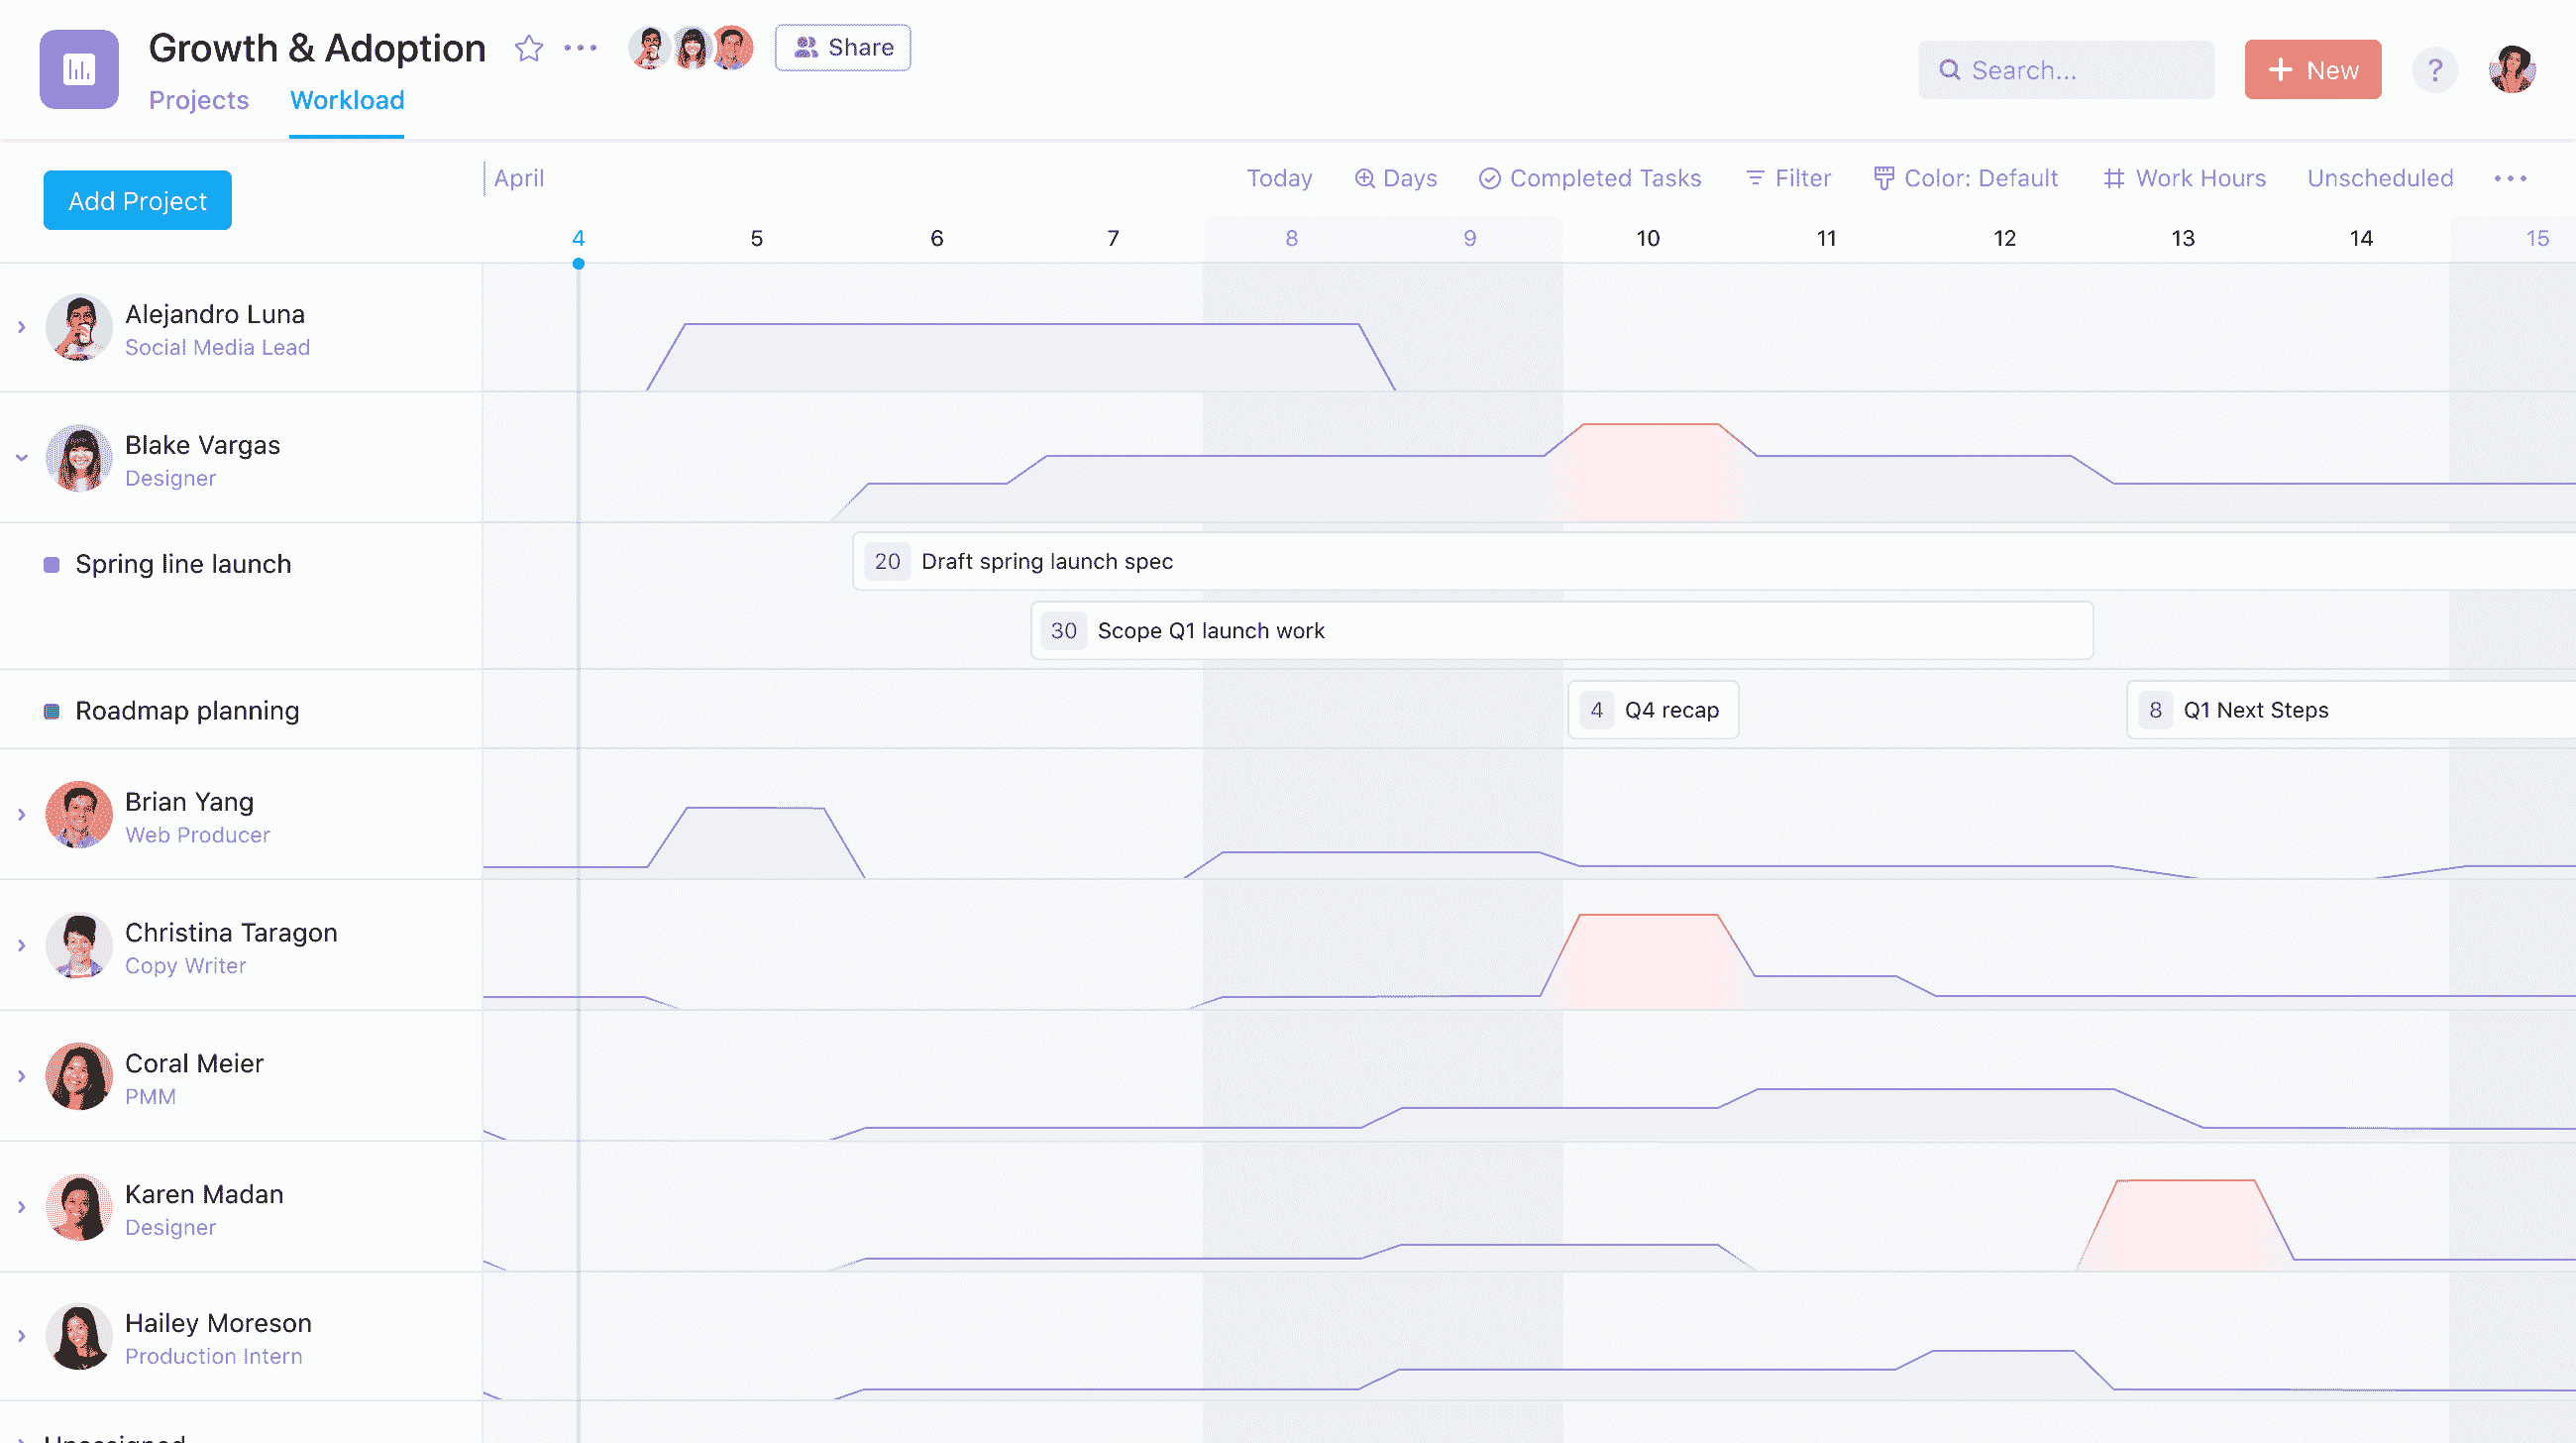 Growth & Adoption
Share
Projects Workload
Search...
+ New
?
Add Project
April
Today Days Completed Tasks Filter Color: Default Work Hours Unscheduled
4 5 6 7 8 9 10 11 12 13 14 15
Alejandro Luna
Social Media Lead
Blake Vargas
Designer
Spring line launch
20 Draft spring launch spec
30 Scope Q1 launch work
Roadmap planning
4 Q4 recap
8 Q1 Next Steps
Brian Yang
Web Producer
Christina Taragon
Copy Writer
Coral Meier
PMM
Karen Madan
Designer
Hailey Moreson
Production Intern
Unassigned